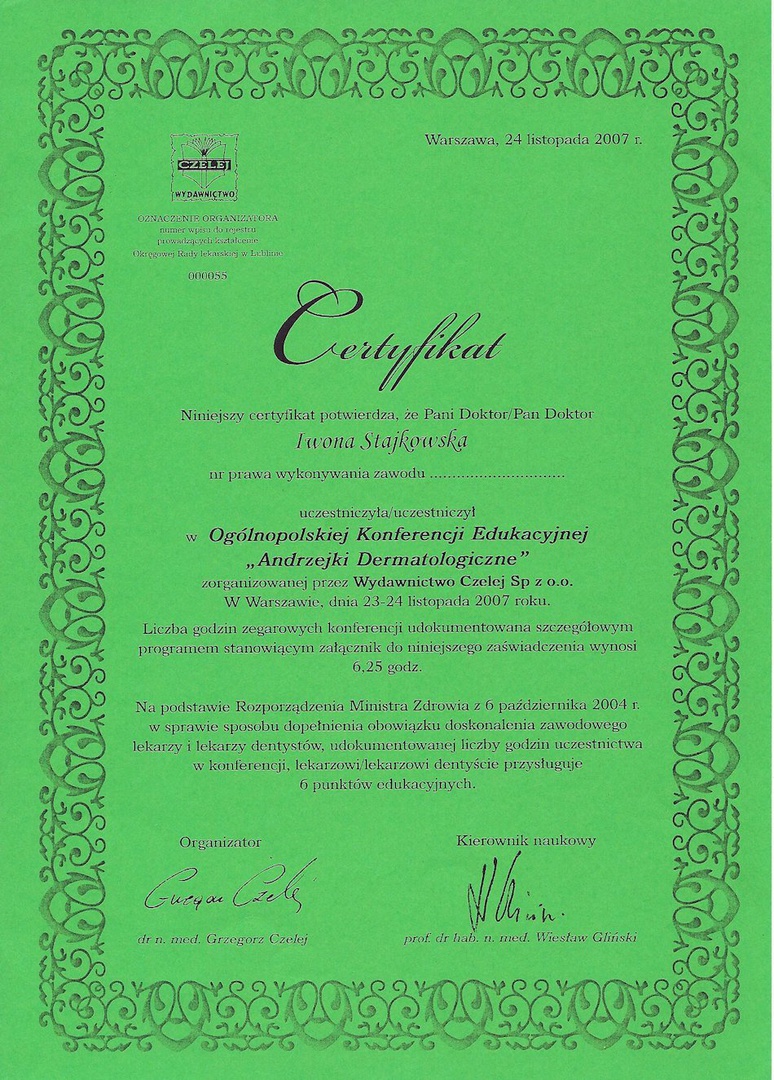 Warszawa, 24 listopada 2007 r.
CZELEJ
WYDAWNICTWO
OZNACZENIE ORGANIZATORA
numer wpisu do rejestru
prowadzących kształcenie
Okręgowej Rady lekarskiej w Lublinie
000055
Certyfikat
Niniejszy certyfikat potwierdza, że Pani Doktor/Pan Doktor
Iwona Stajkowska
nr prawa wykonywania zawodu ..............................
uczestniczyła/uczestniczył
w Ogólnopolskiej Konferencji Edukacyjnej
„Andrzejki Dermatologiczne”
zorganizowanej przez Wydawnictwo Czelej Sp z o.o.
W Warszawie, dnia 23-24 listopada 2007 roku.
Liczba godzin zegarowych konferencji udokumentowana szczegółowym
programem stanowiącym załącznik do niniejszego zaświadczenia wynosi
6,25 godz.
Na podstawie Rozporządzenia Ministra Zdrowia z 6 października 2004 r.
w sprawie sposobu dopełnienia obowiązku doskonalenia zawodowego
lekarzy i lekarzy dentystów, udokumentowanej liczby godzin uczestnictwa
w konferencji, lekarzowi/lekarzowi dentyście przysługuje
6 punktów edukacyjnych.
Organizator
Kierownik naukowy
Grzegorz Czelej
dr n. med. Grzegorz Czelej
prof. dr hab. n. med. Wiesław Gliński